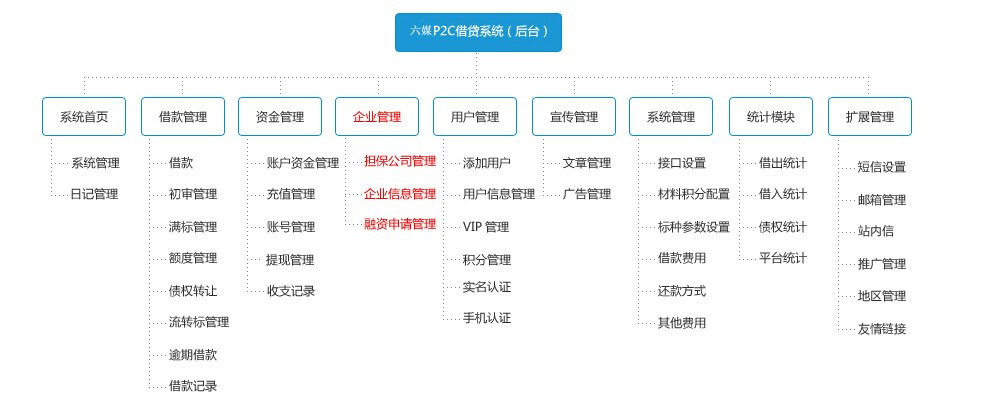 六媒P2C借贷系统（后台）
系统首页
系统管理
日记管理
借款管理
借款
初审管理
满标管理
额度管理
债权转让
流转标管理
逾期借款
借款记录
资金管理
账户资金管理
充值管理
账号管理
提现管理
收支记录
企业管理
担保公司管理
企业信息管理
融资申请管理
用户管理
添加用户
用户信息管理
VIP 管理
积分管理
实名认证
手机认证
宣传管理
文章管理
广告管理
系统管理
接口设置
材料积分配置
标种参数设置
借款费用
还款方式
其他费用
统计模块
借出统计
借入统计
债权统计
平台统计
扩展管理
短信设置
邮箱管理
站内信
推广管理
地区管理
友情链接